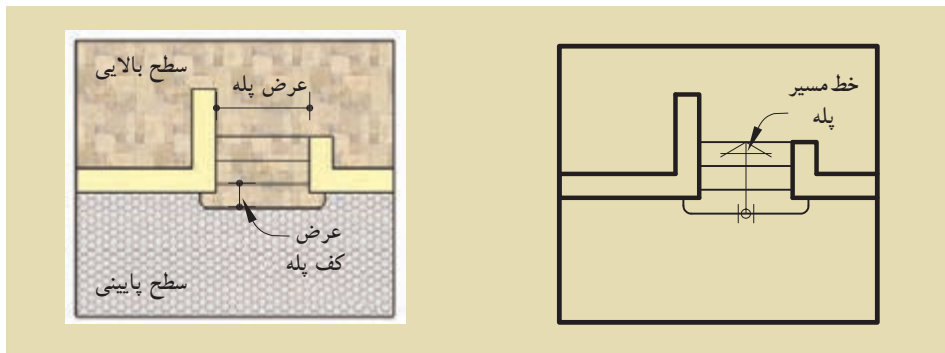 خط مسیر
پله
سطح بالایی
عرض پله
عرض
کف پله
سطح پایینی